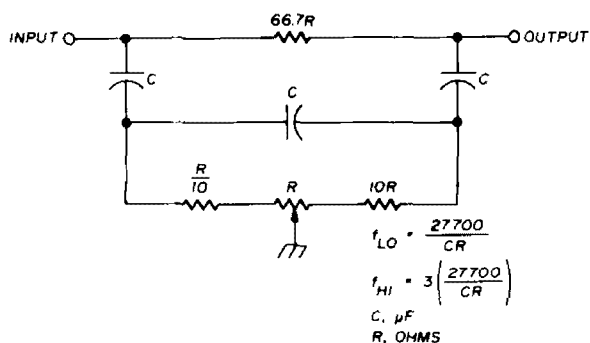 66.7R
INPUT
OUTPUT
C
C
C
R/10
R
10R
f_LO = 27700/CR
f_HI = 3(27700/CR)
C, μF
R, OHMS